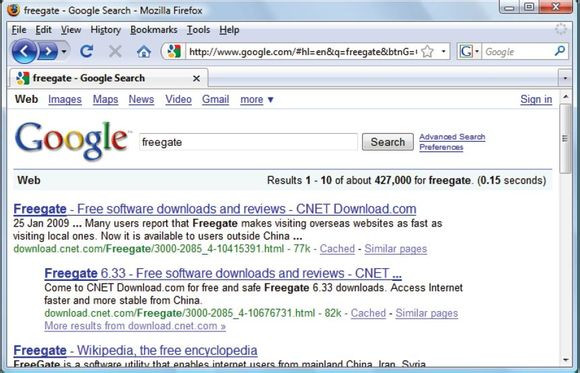 freegate - Google Search - Mozilla Firefox
File Edit View History Bookmarks Tools Help
http://www.google.com/#hl=en&q=freegate&btnG= Google
freegate - Google Search
Web Images Maps News Video Gmail more ▼ Sign in
Google freegate Search Advanced Search
Preferences
Web Results 1 - 10 of about 427,000 for freegate. (0.15 seconds)
Freegate - Free software downloads and reviews - CNET Download.com
25 Jan 2009 ... Many users report that Freegate makes visiting overseas websites as fast as
visiting local ones. Now it is available to users outside China ...
download.cnet.com/Freegate/3000-2085_4-10415391.html - 77k - Cached - Similar pages
Freegate 6.33 - Free software downloads and reviews - CNET ...
Come to CNET Download.com for free and safe Freegate 6.33 downloads. Access Internet
faster and more stable from China.
download.cnet.com/Freegate/3000-2085_4-10676731.html - 82k - Cached - Similar pages
More results from download.cnet.com »
Freegate - Wikipedia, the free encyclopedia
FreeGate is a software utility that enables internet users from mainland China, Iran, Syria,